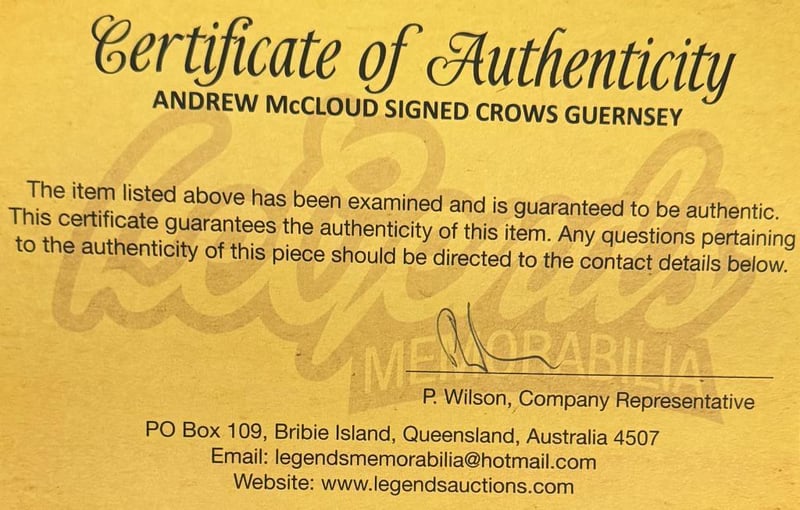 Certificate of Authenticity
ANDREW McCLOUD SIGNED CROWS GUERNSEY
The item listed above has been examined and is guaranteed to be authentic.
This certificate guarantees the authenticity of this item. Any questions pertaining
to the authenticity of this piece should be directed to the contact details below.
Legends
MEMORABILIA
P. Wilson, Company Representative
PO Box 109, Bribie Island, Queensland, Australia 4507
Email: legendsmemorabilia@hotmail.com
Website: www.legendsauctions.com